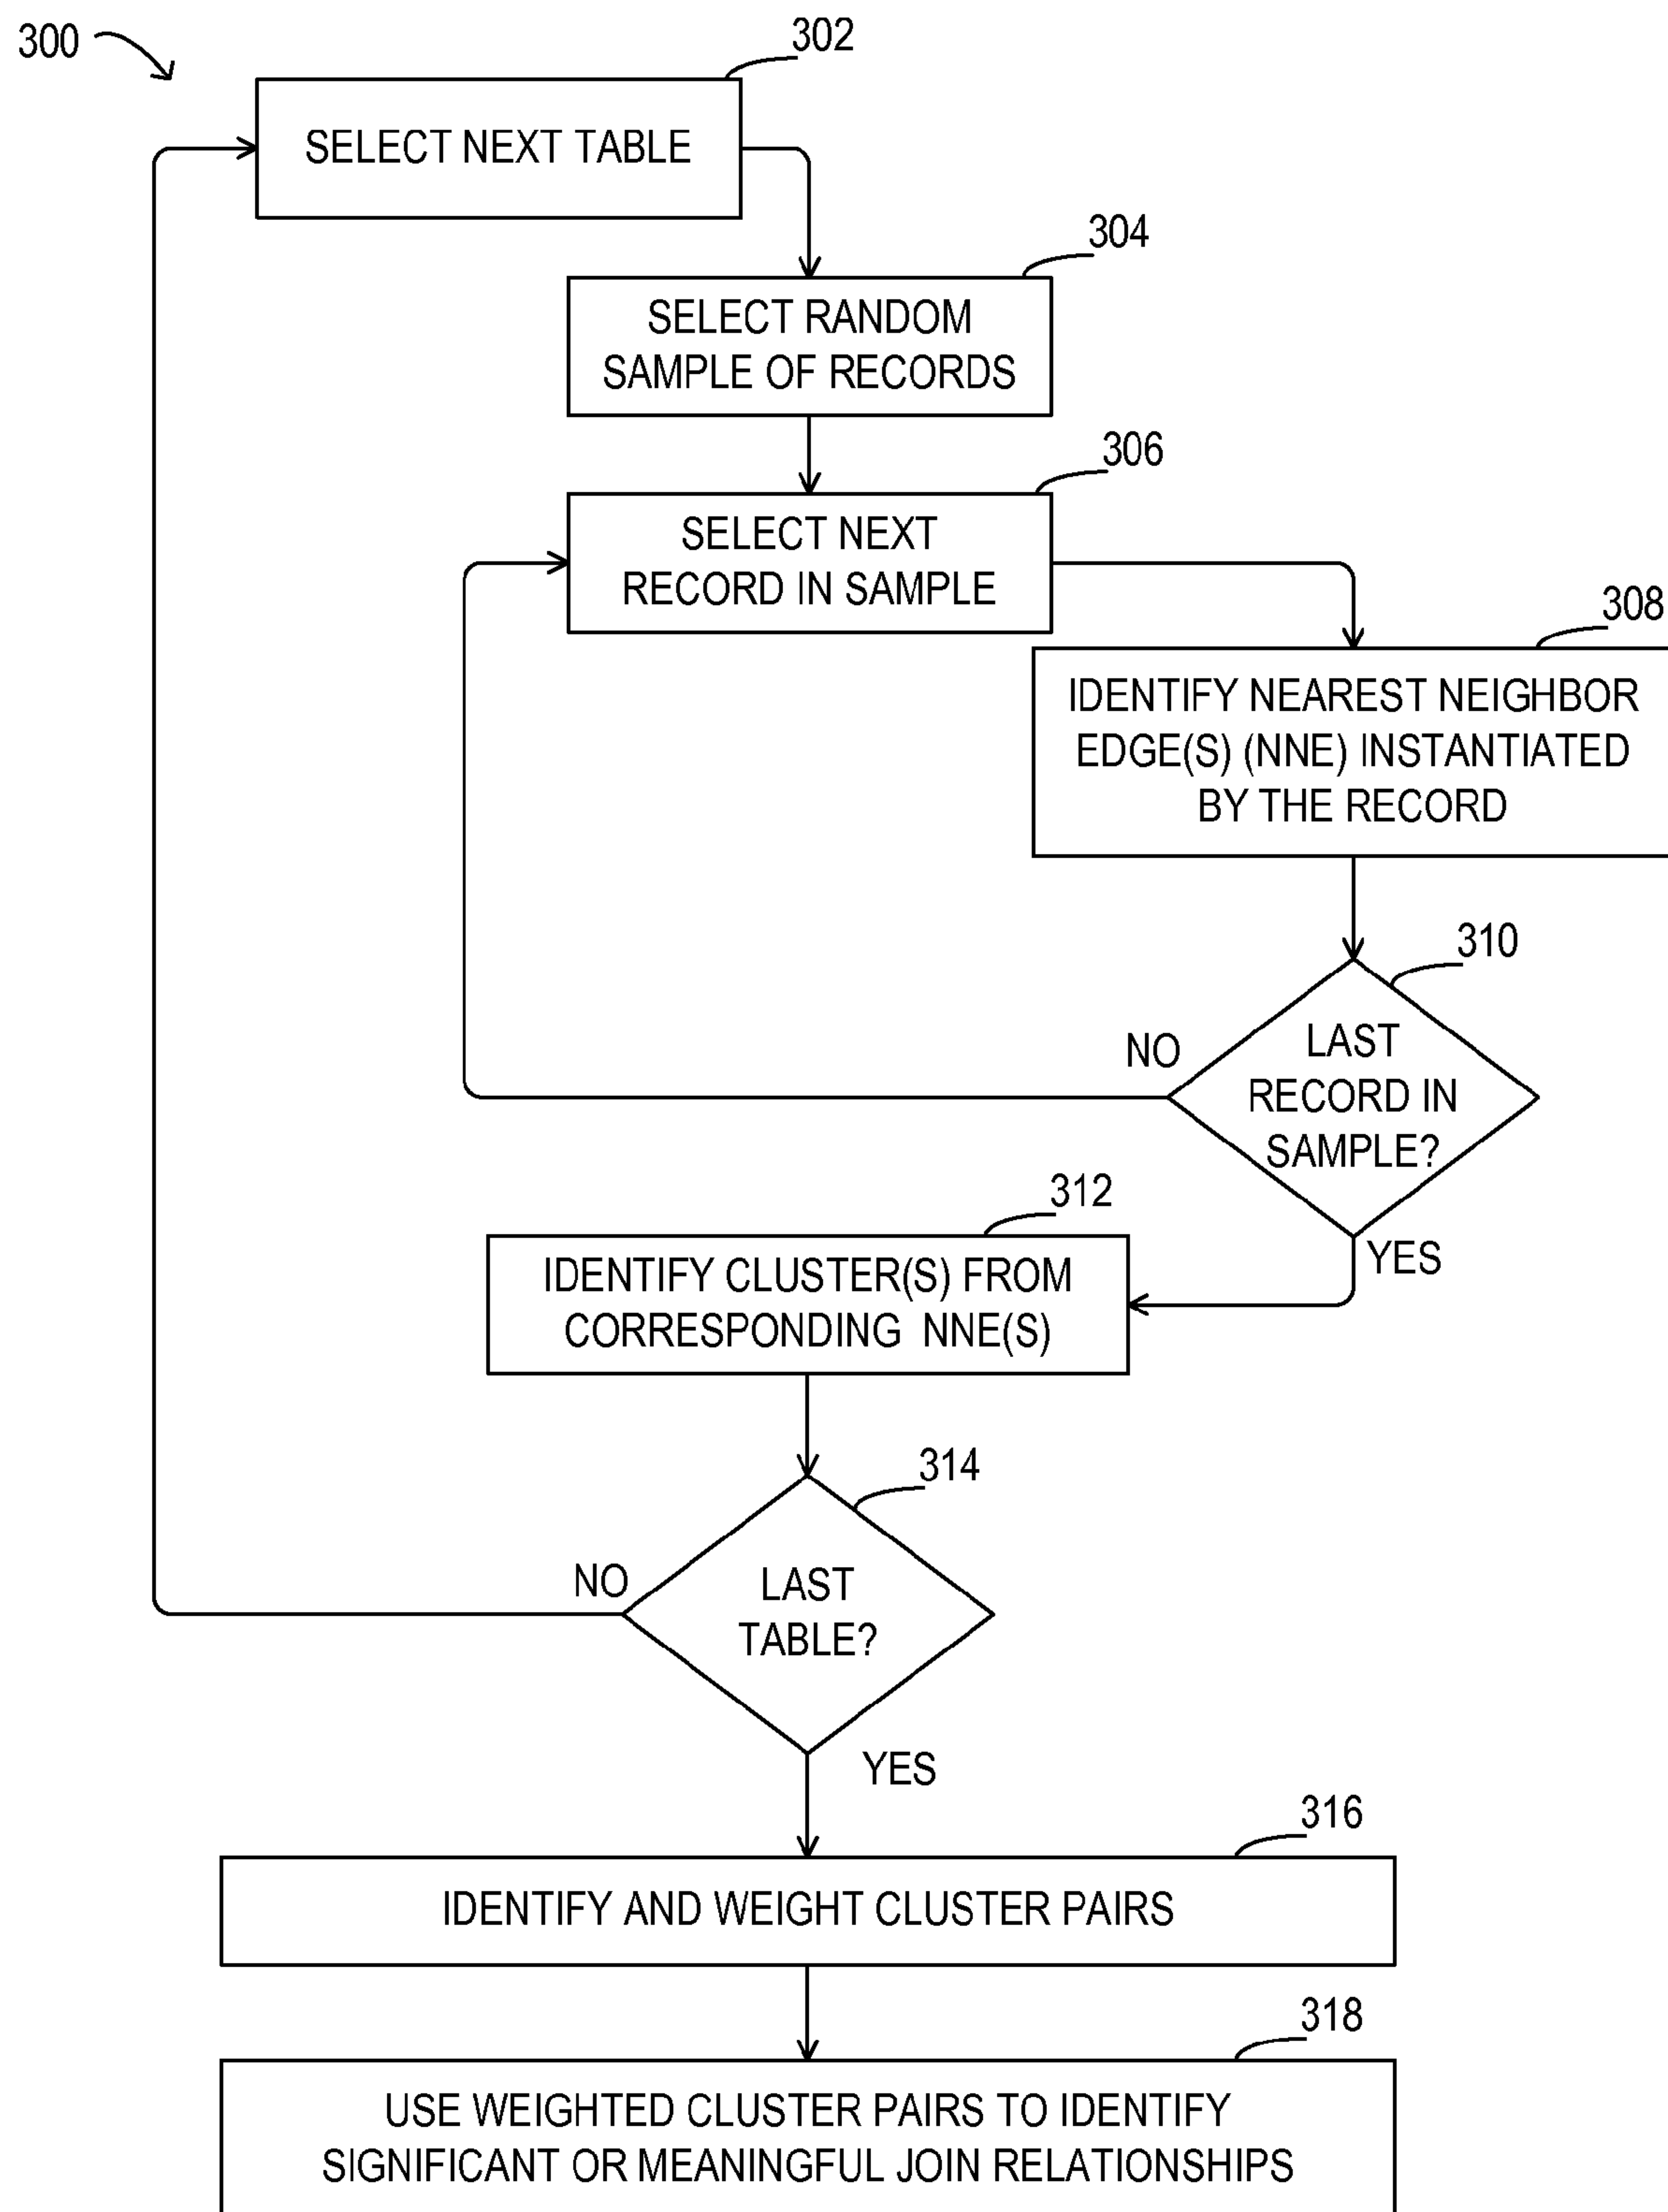 300
302
SELECT NEXT TABLE
304
SELECT RANDOM
SAMPLE OF RECORDS
306
SELECT NEXT
RECORD IN SAMPLE
308
IDENTIFY NEAREST NEIGHBOR
EDGE(S) (NNE) INSTANTIATED
BY THE RECORD
310
LAST
RECORD IN
SAMPLE?
NO
YES
312
IDENTIFY CLUSTER(S) FROM
CORRESPONDING NNE(S)
314
LAST
TABLE?
NO
YES
316
IDENTIFY AND WEIGHT CLUSTER PAIRS
318
USE WEIGHTED CLUSTER PAIRS TO IDENTIFY
SIGNIFICANT OR MEANINGFUL JOIN RELATIONSHIPS